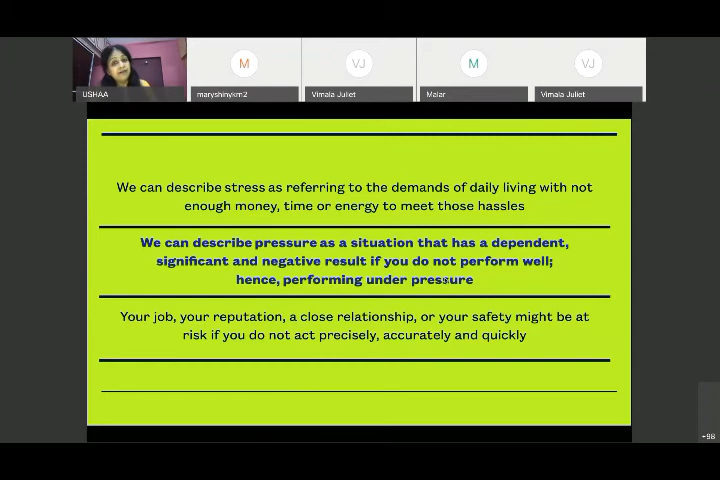 M
VJ
M
VJ
USHAA
maryshinykm2
Vimala Juliet
Malar
Vimala Juliet
We can describe stress as referring to the demands of daily living with not
enough money, time or energy to meet those hassles
We can describe pressure as a situation that has a dependent,
significant and negative result if you do not perform well;
hence, performing under pressure
Your job, your reputation, a close relationship, or your safety might be at
risk if you do not act precisely, accurately and quickly
+98